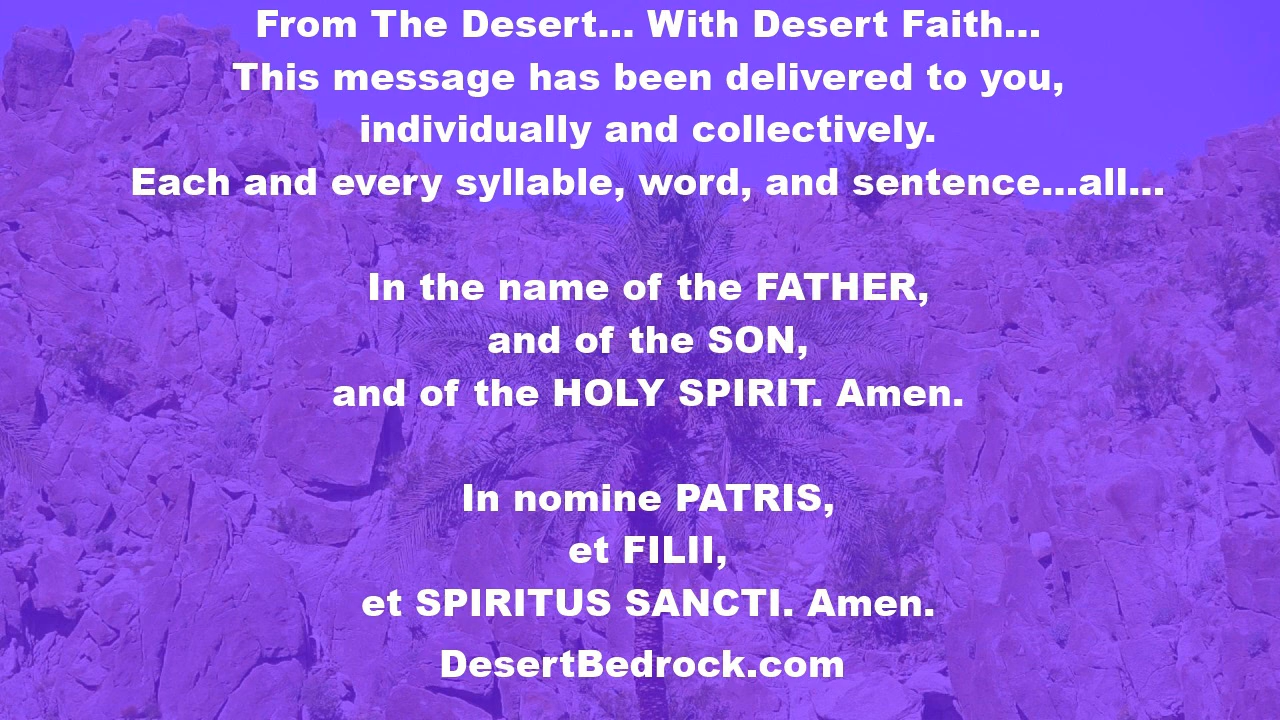 From The Desert... With Desert Faith...
This message has been delivered to you,
individually and collectively.
Each and every syllable, word, and sentence...all...
In the name of the FATHER,
and of the SON,
and of the HOLY SPIRIT. Amen.
In nomine PATRIS,
et FILII,
et SPIRITUS SANCTI. Amen.
DesertBedrock.com